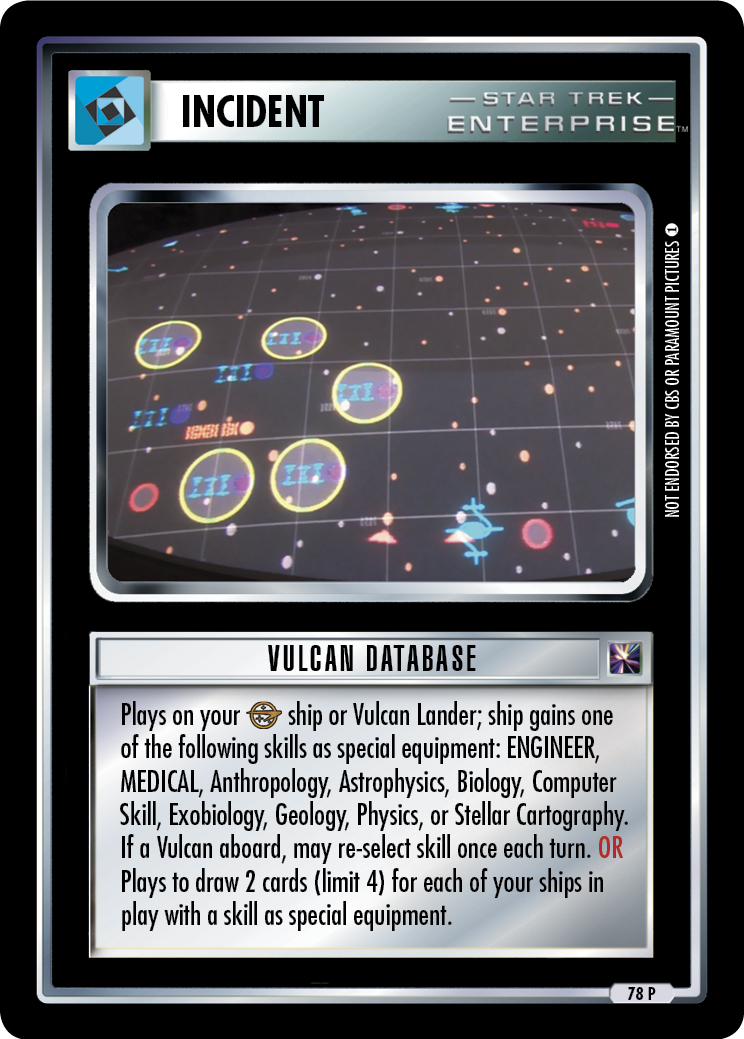 INCIDENT
— STAR TREK —
ENTERPRISE™
NOT ENDORSED BY CBS OR PARAMOUNT PICTURES 1
VULCAN DATABASE
Plays on your ship or Vulcan Lander; ship gains one
of the following skills as special equipment: ENGINEER,
MEDICAL, Anthropology, Astrophysics, Biology, Computer
Skill, Exobiology, Geology, Physics, or Stellar Cartography.
If a Vulcan aboard, may re-select skill once each turn. OR
Plays to draw 2 cards (limit 4) for each of your ships in
play with a skill as special equipment.
78 P